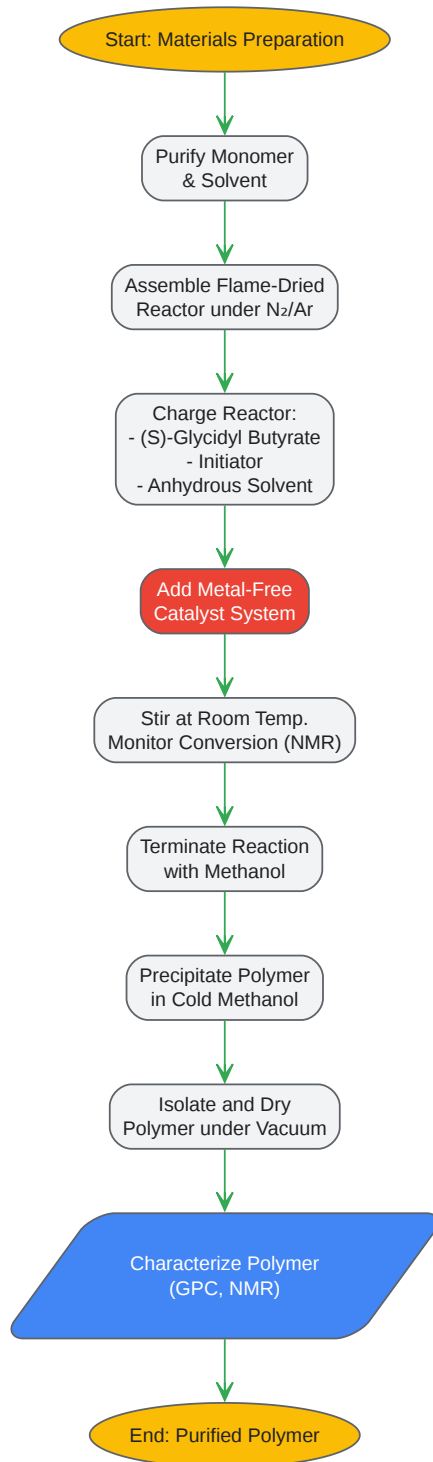 Start: Materials Preparation
Purify Monomer
& Solvent
Assemble Flame-Dried
Reactor under N₂/Ar
Charge Reactor:
- (S)-Glycidyl Butyrate
- Initiator
- Anhydrous Solvent
Add Metal-Free
Catalyst System
Stir at Room Temp.
Monitor Conversion (NMR)
Terminate Reaction
with Methanol
Precipitate Polymer
in Cold Methanol
Isolate and Dry
Polymer under Vacuum
Characterize Polymer
(GPC, NMR)
End: Purified Polymer